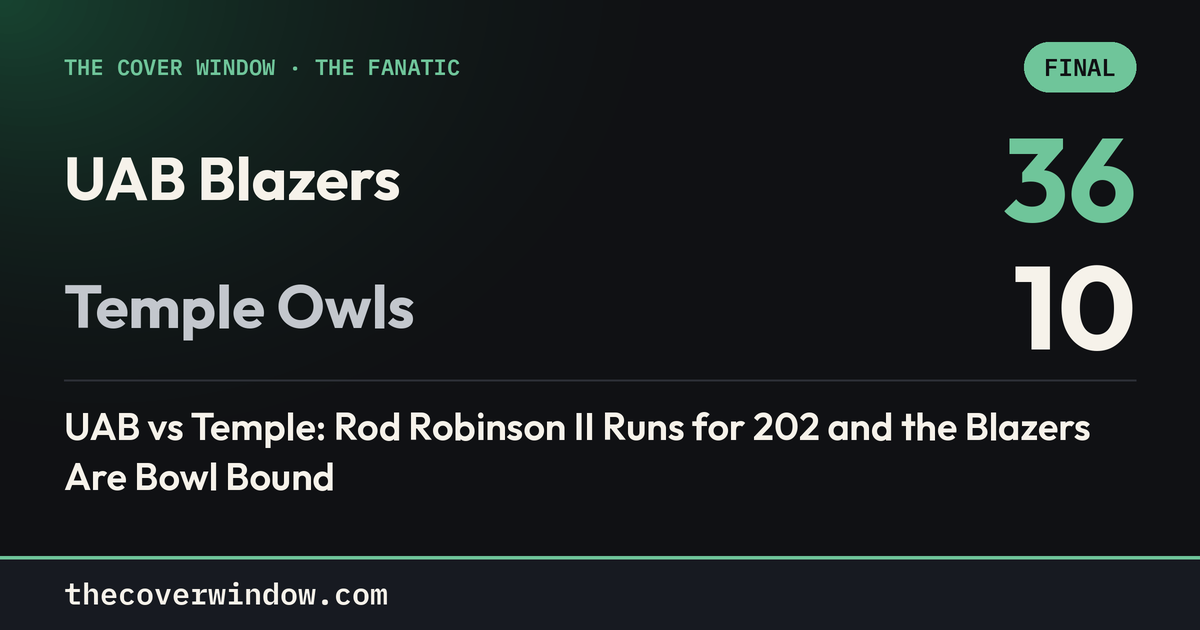 THE COVER WINDOW · THE FANATIC
FINAL
UAB Blazers
36
Temple Owls
10
UAB vs Temple: Rod Robinson II Runs for 202 and the Blazers
Are Bowl Bound
thecoverwindow.com